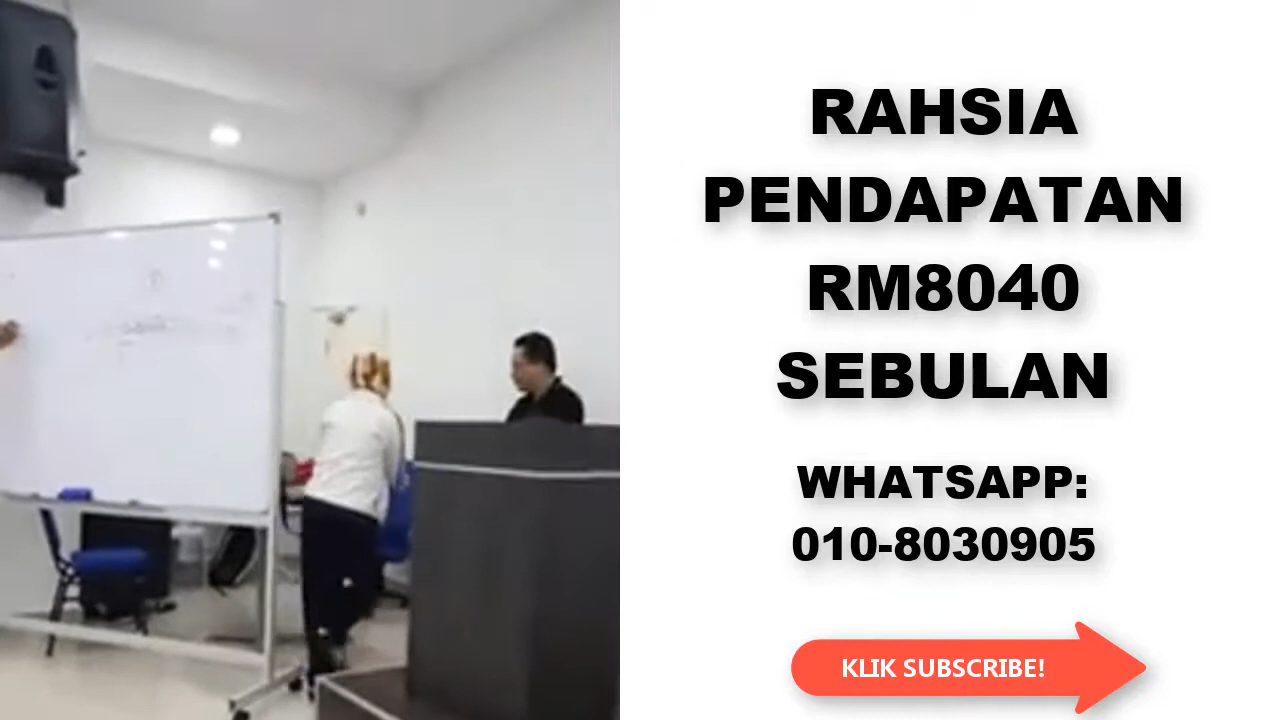 RAHSIA
PENDAPATAN
RM8040
SEBULAN
WHATSAPP:
010-8030905
KLIK SUBSCRIBE!